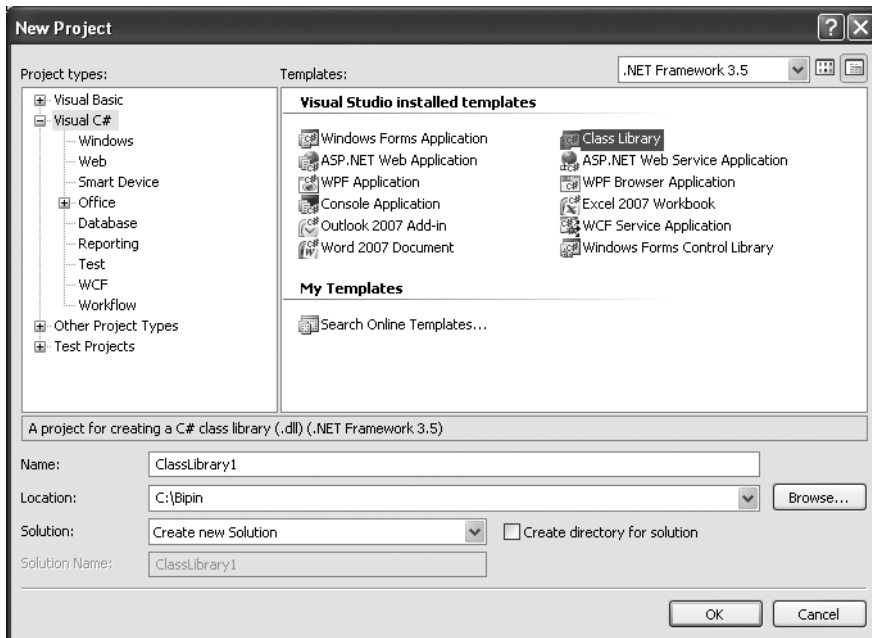 New Project
Project types:
Templates:
.NET Framework 3.5
Visual Basic
Visual C#
Windows
Web
Smart Device
Office
Database
Reporting
Test
WCF
Workflow
Other Project Types
Test Projects
Visual Studio installed templates
Windows Forms Application
ASP.NET Web Application
WPF Application
Console Application
Outlook 2007 Add-in
Word 2007 Document
Class Library
ASP.NET Web Service Application
WPF Browser Application
Excel 2007 Workbook
WCF Service Application
Windows Forms Control Library
My Templates
Search Online Templates...
A project for creating a C# class library (.dll) (.NET Framework 3.5)
Name:
ClassLibrary1
Location:
C:\Bipin
Browse...
Solution:
Create new Solution
Create directory for solution
Solution Name:
ClassLibrary1
OK
Cancel